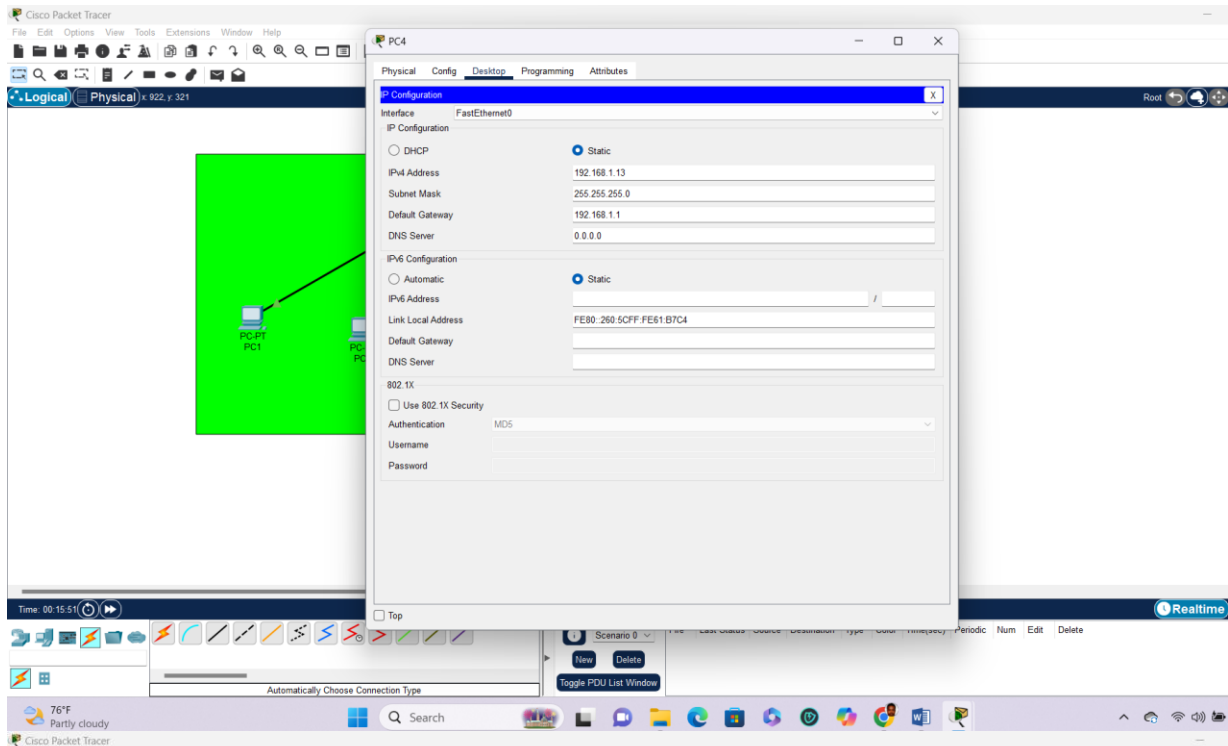 Cisco Packet Tracer
File Edit Options View Tools Extensions Window Help
Logical Physical x: 922, y: 321
Root
PC-PT
PC1
PC-
PC
PC4
Physical Config Desktop Programming Attributes
IP Configuration X
Interface FastEthernet0
IP Configuration
DHCP Static
IPv4 Address 192.168.1.13
Subnet Mask 255.255.255.0
Default Gateway 192.168.1.1
DNS Server 0.0.0.0
IPv6 Configuration
Automatic Static
IPv6 Address /
Link Local Address FE80::260:5CFF:FE61:B7C4
Default Gateway
DNS Server
802.1X
Use 802.1X Security
Authentication MD5
Username
Password
Top
Time: 00:15:51
Realtime
Scenario 0
Fire Last Status Source Destination Type Color Time(sec) Periodic Num Edit Delete
New Delete
Toggle PDU List Window
Automatically Choose Connection Type
76°F
Partly cloudy
Search
Cisco Packet Tracer